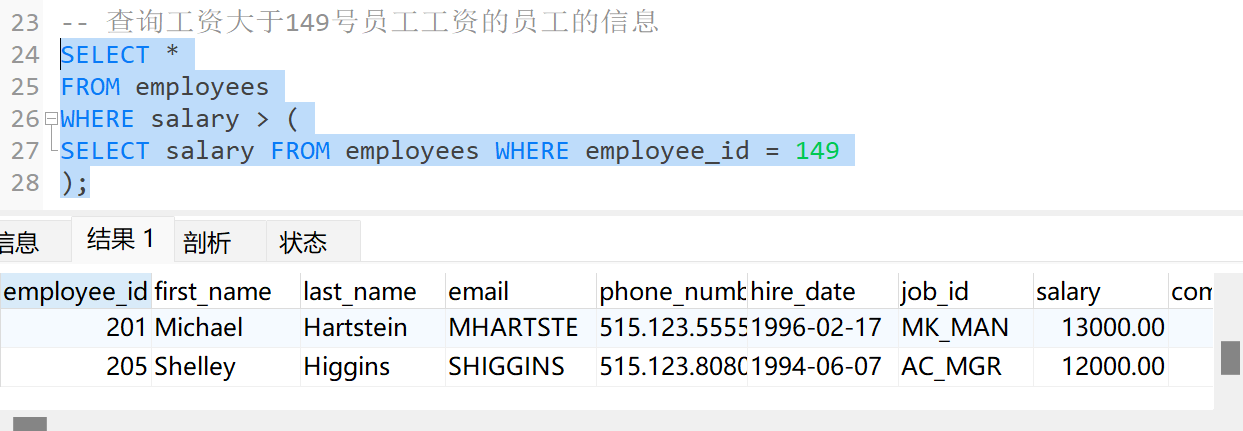 23 -- 查询工资大于149号员工工资的员工的信息
24 SELECT *
25 FROM employees
26 WHERE salary > (
27 SELECT salary FROM employees WHERE employee_id = 149
28 );
信息 结果 1 剖析 状态
employee_id first_name last_name email phone_numb hire_date job_id salary com
201 Michael Hartstein MHARTSTE 515.123.5555 1996-02-17 MK_MAN 13000.00
205 Shelley Higgins SHIGGINS 515.123.8080 1994-06-07 AC_MGR 12000.00